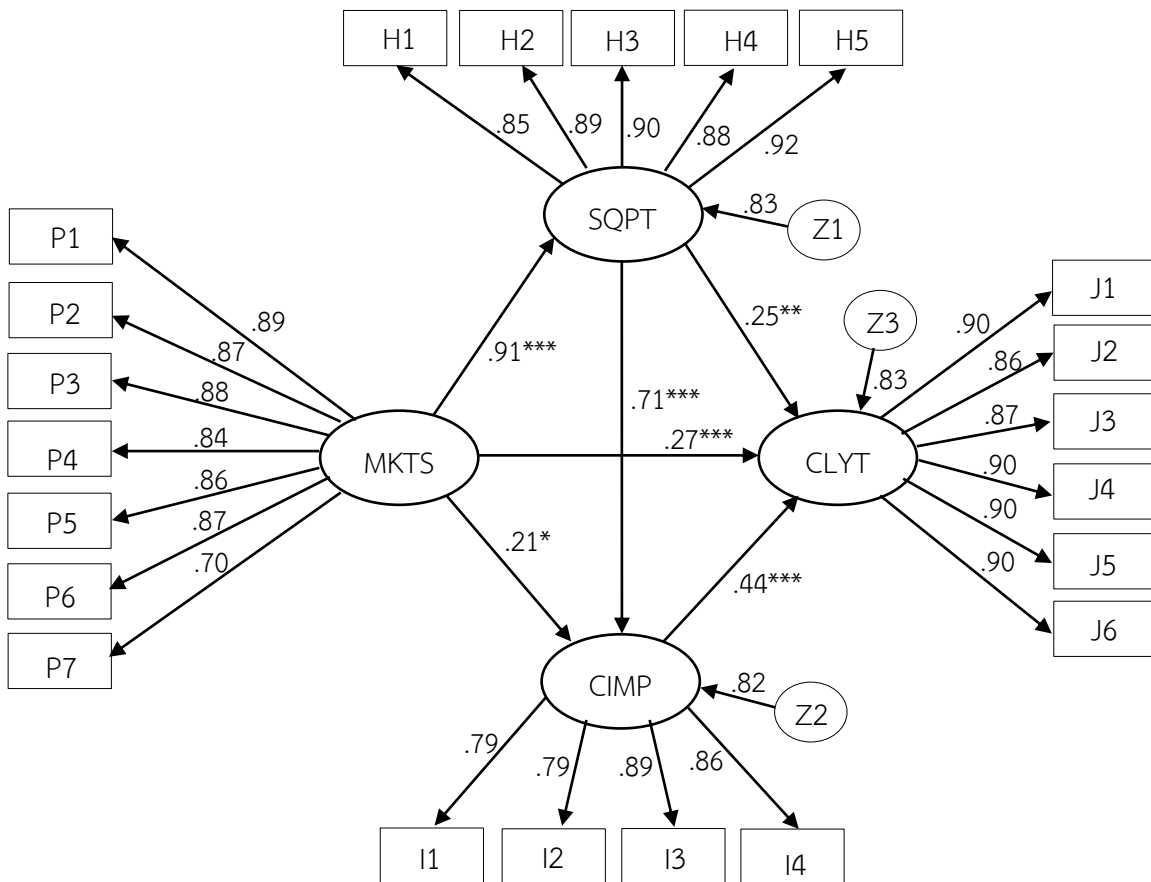 H1 H2 H3 H4 H5
.85 .89 .90 .88 .92
SQPT .83 Z1
P1
P2
P3
P4
P5
P6
P7
.89
.87
.88
.84
.86
.87
.70
MKTS
.91***
.71***
.27***
.21*
.25**
.44***
Z3
.83
CLYT
.90
.86
.87
.90
.90
.90
J1
J2
J3
J4
J5
J6
CIMP .82 Z2
.79 .79 .89 .86
I1 I2 I3 I4